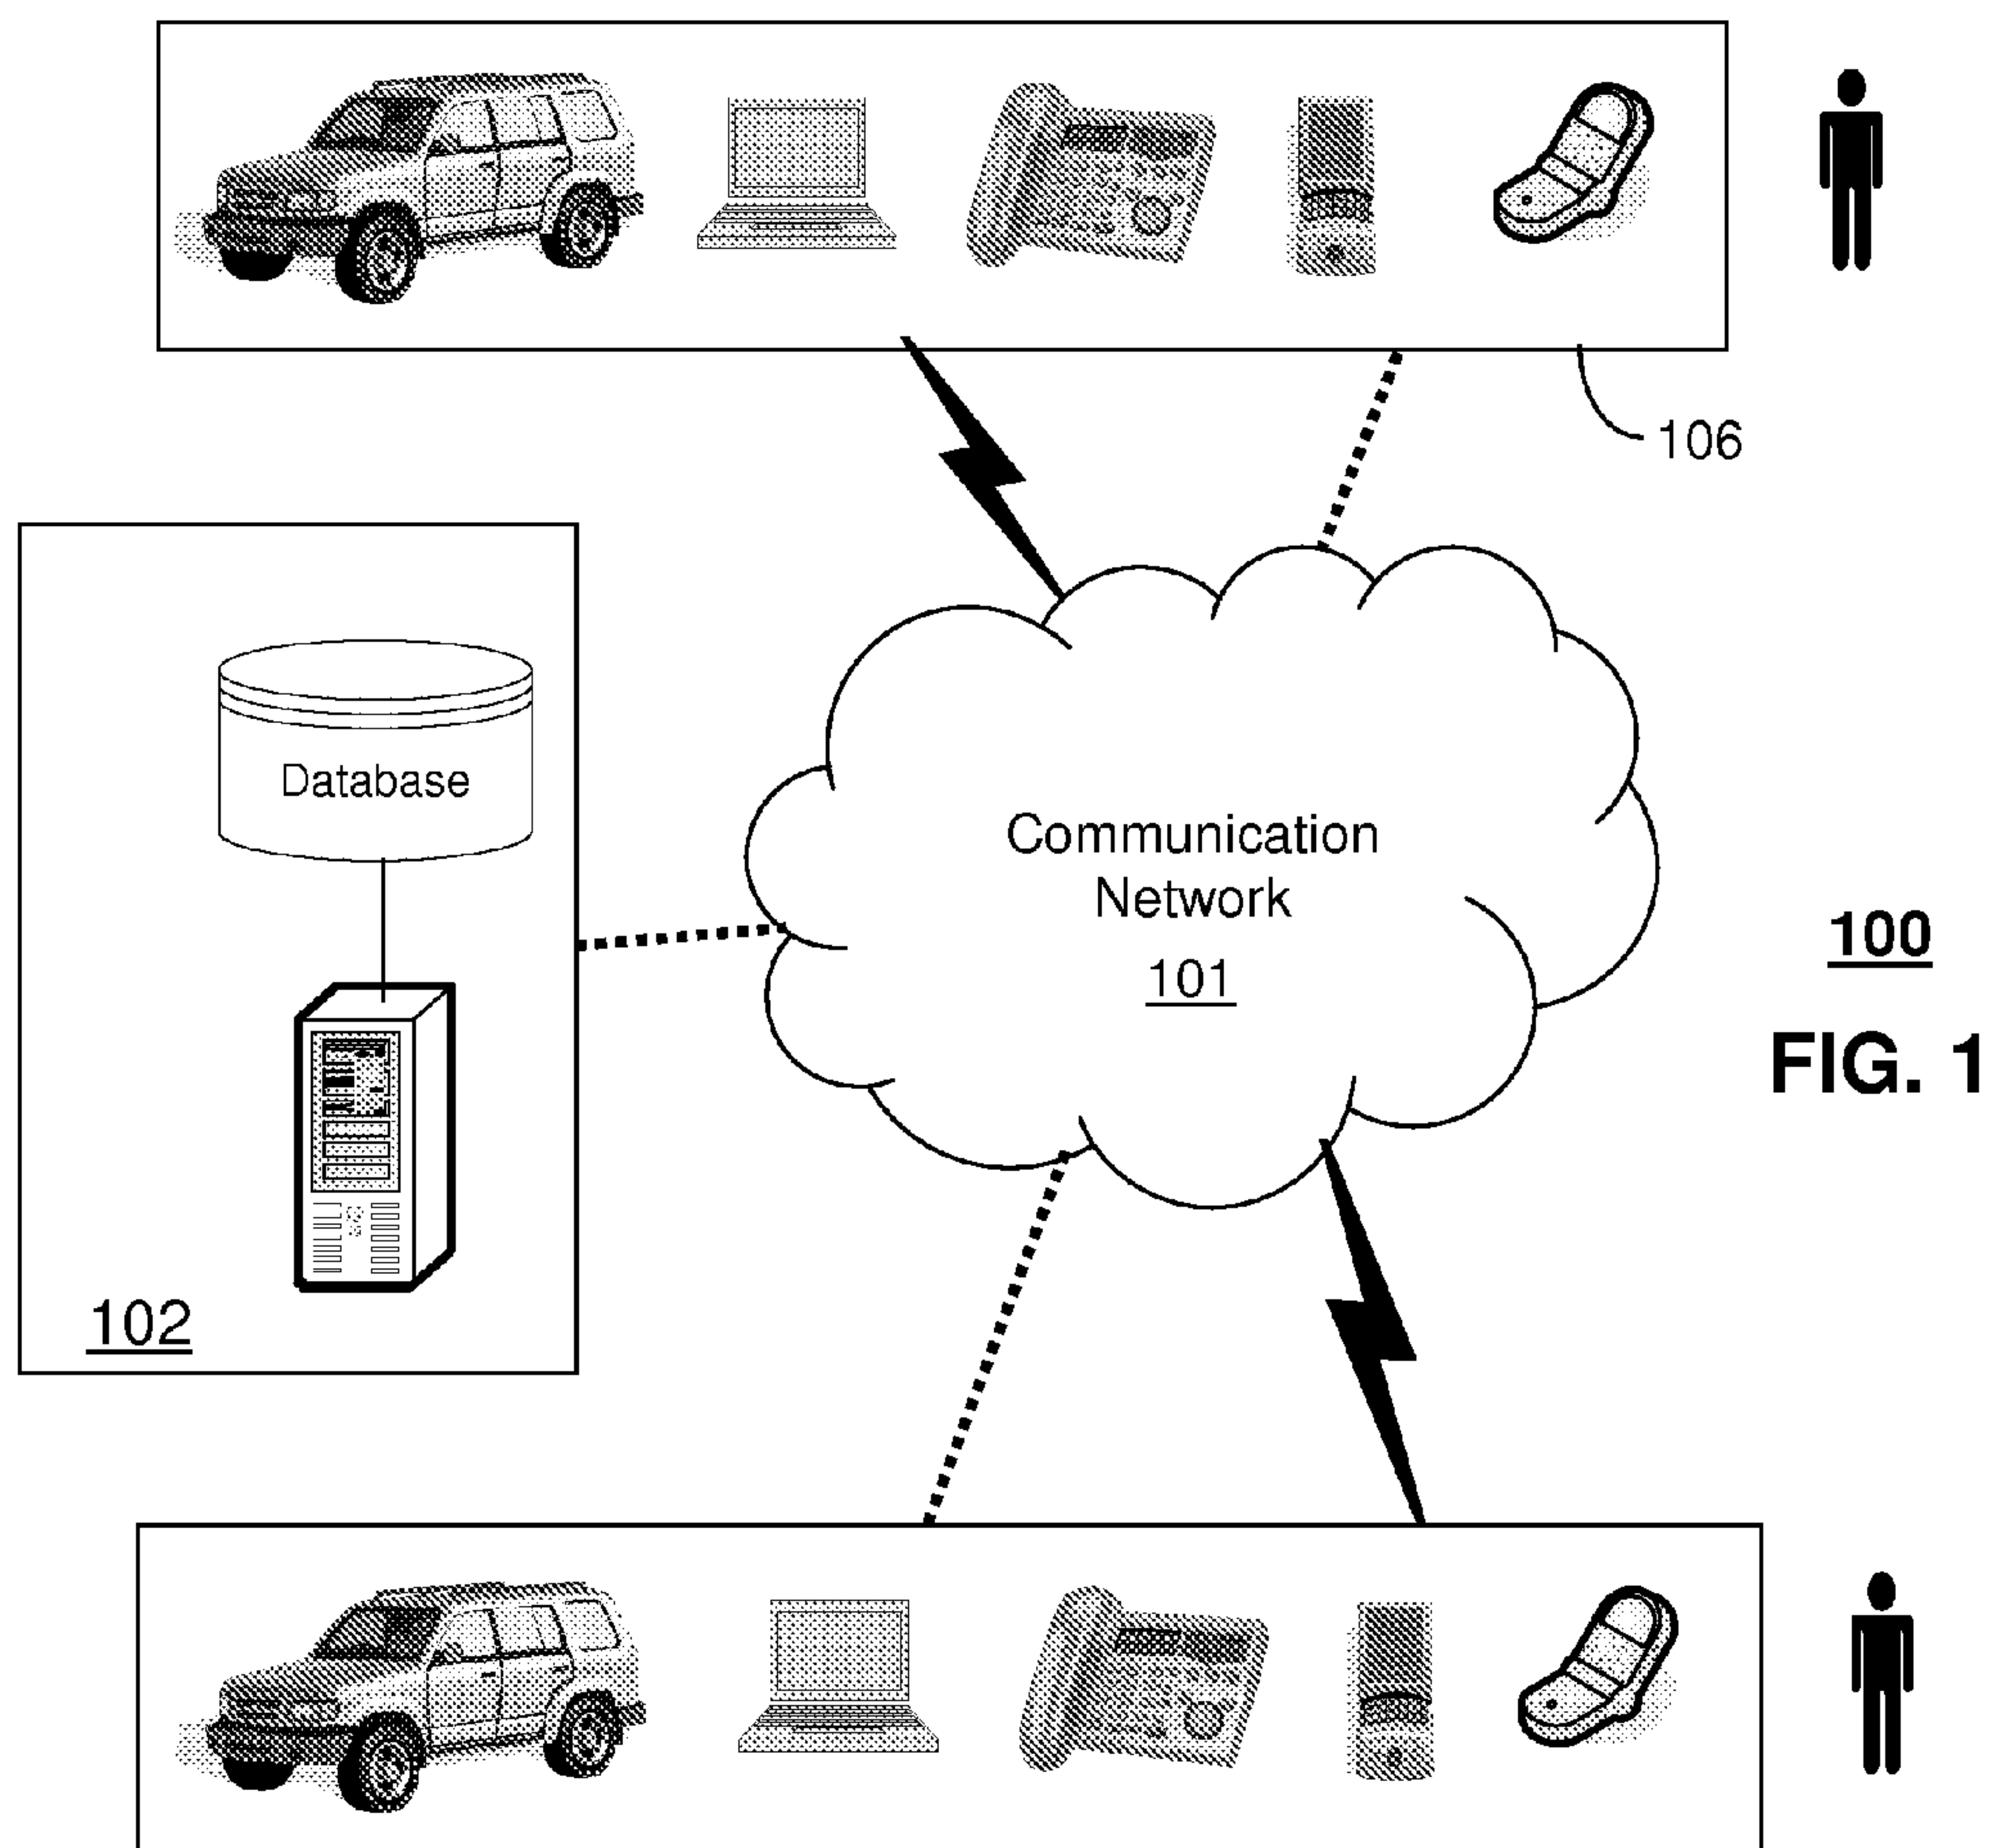 106
Database
Communication
Network
101
100
FIG. 1
102